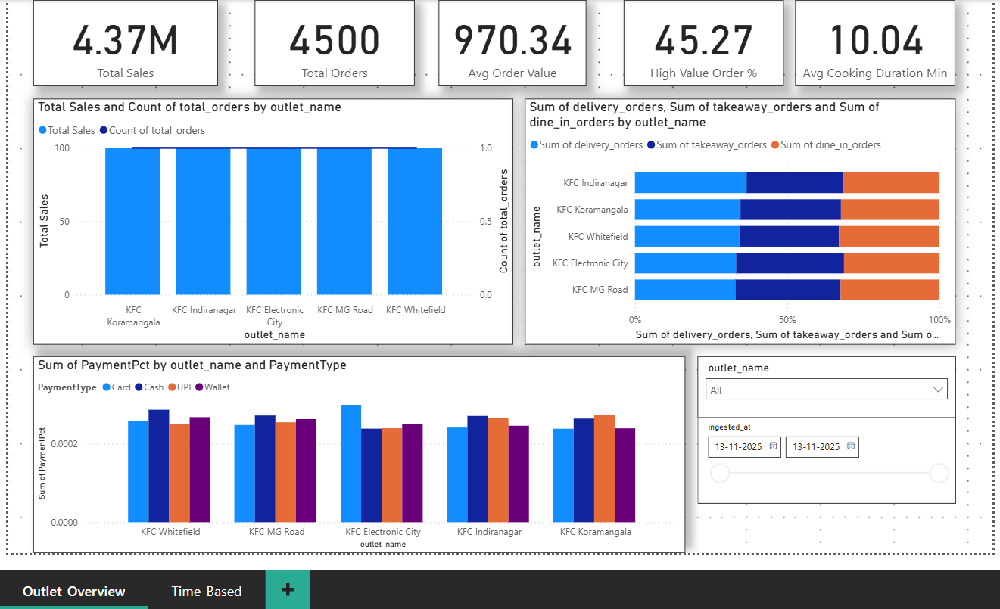 4.37M
Total Sales
4500
Total Orders
970.34
Avg Order Value
45.27
High Value Order %
10.04
Avg Cooking Duration Min
Total Sales and Count of total_orders by outlet_name
Total Sales Count of total_orders
100
50
0
Total Sales
1.0
0.5
0.0
Count of total_orders
KFC
Koramangala
KFC Indiranagar
KFC Electronic
City
KFC MG Road
KFC Whitefield
outlet_name
Sum of delivery_orders, Sum of takeaway_orders and Sum of
dine_in_orders by outlet_name
Sum of delivery_orders Sum of takeaway_orders Sum of dine_in_orders
outlet_name
KFC Indiranagar
KFC Koramangala
KFC Whitefield
KFC Electronic City
KFC MG Road
0% 50% 100%
Sum of delivery_orders, Sum of takeaway_orders and Sum o...
Sum of PaymentPct by outlet_name and PaymentType
PaymentType Card Cash UPI Wallet
Sum of PaymentPct
0.0002
0.0000
KFC Whitefield KFC MG Road KFC Electronic City KFC Indiranagar KFC Koramangala
outlet_name
outlet_name
All
ingested_at
13-11-2025 13-11-2025
Outlet_Overview Time_Based +